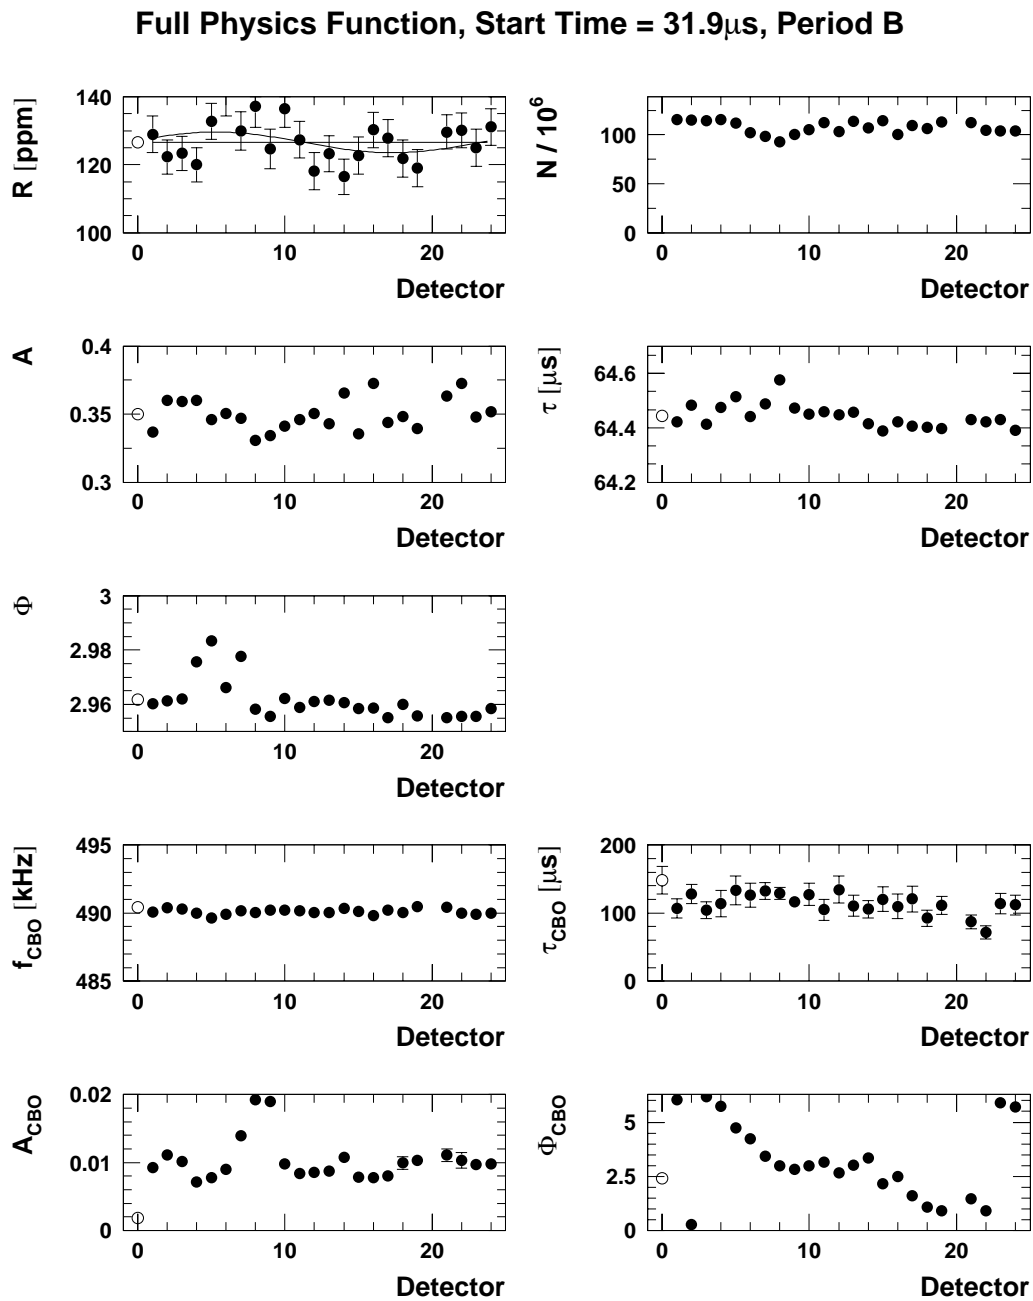 Full Physics Function, Start Time = 31.9μs, Period B
R [ppm]
140
120
100
0
10
20
Detector
N / 10⁶
100
50
0
0
10
20
Detector
A
0.4
0.35
0.3
0
10
20
Detector
τ [μs]
64.6
64.4
64.2
0
10
20
Detector
Φ
3
2.98
2.96
0
10
20
Detector
f_CBO [kHz]
495
490
485
0
10
20
Detector
τ_CBO [μs]
200
100
0
0
10
20
Detector
A_CBO
0.02
0.01
0
0
10
20
Detector
Φ_CBO
5
2.5
0
0
10
20
Detector